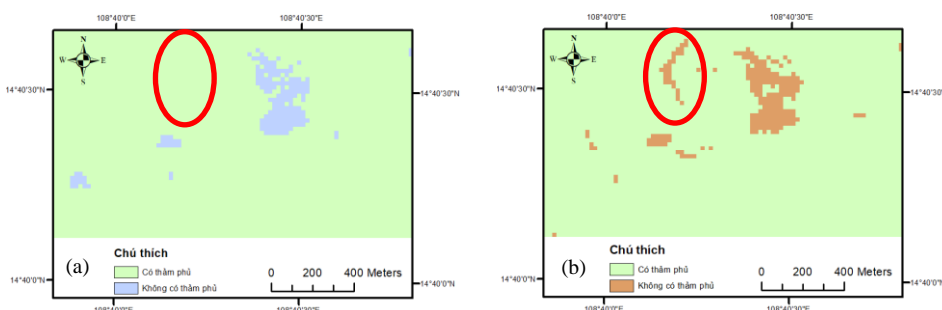 108°40'0"E 108°40'30"E
N
W E
S
14°40'30"N 14°40'30"N
Chú thích
(a) Có thảm phủ 0 200 400 Meters
Không có thảm phủ
14°40'0"N 14°40'0"N
108°40'0"E 108°40'30"E
108°40'0"E 108°40'30"E
N
W E
S
14°40'30"N 14°40'30"N
Chú thích
(b) Có thảm phủ 0 200 400 Meters
Không có thảm phủ
14°40'0"N 14°40'0"N
108°40'0"E 108°40'30"E